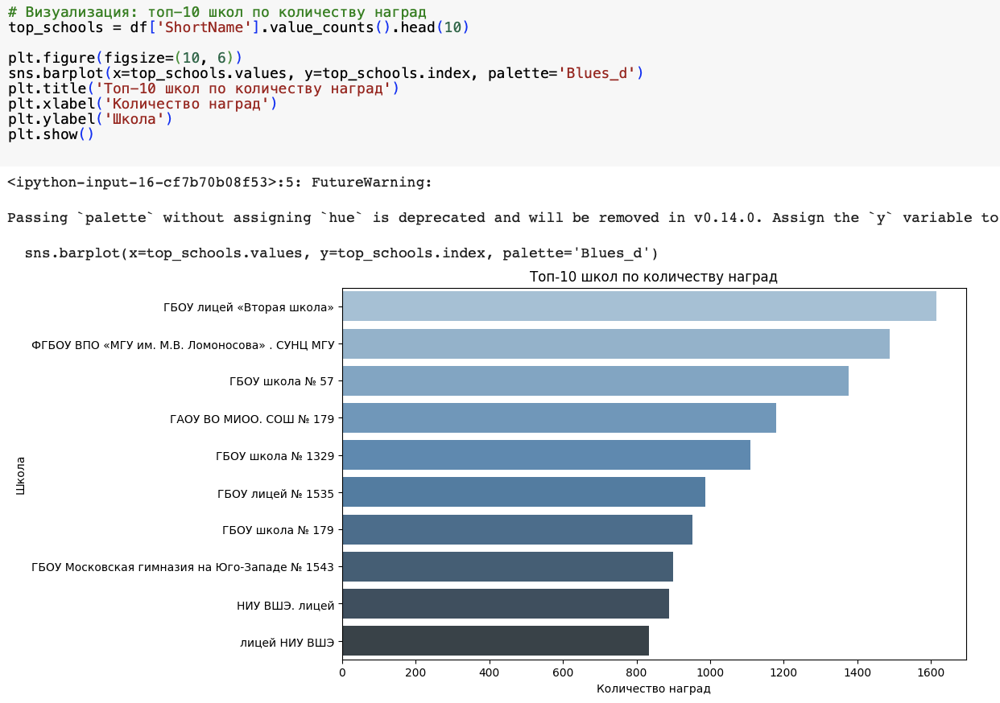 # Визуализация: топ-10 школ по количеству наград
top_schools = df['ShortName'].value_counts().head(10)
plt.figure(figsize=(10, 6))
sns.barplot(x=top_schools.values, y=top_schools.index, palette='Blues_d')
plt.title('Топ-10 школ по количеству наград')
plt.xlabel('Количество наград')
plt.ylabel('Школа')
plt.show()
<ipython-input-16-cf7b70b08f53>:5: FutureWarning:
Passing `palette` without assigning `hue` is deprecated and will be removed in v0.14.0. Assign the `y` variable to
sns.barplot(x=top_schools.values, y=top_schools.index, palette='Blues_d')
Топ-10 школ по количеству наград
ГБОУ лицей «Вторая школа»
ФГБОУ ВПО «МГУ им. М.В. Ломоносова» . СУНЦ МГУ
ГБОУ школа № 57
ГАОУ ВО МИОО. СОШ № 179
ГБОУ школа № 1329
ГБОУ лицей № 1535
ГБОУ школа № 179
ГБОУ Московская гимназия на Юго-Западе № 1543
НИУ ВШЭ. лицей
лицей НИУ ВШЭ
Школа
0 200 400 600 800 1000 1200 1400 1600
Количество наград